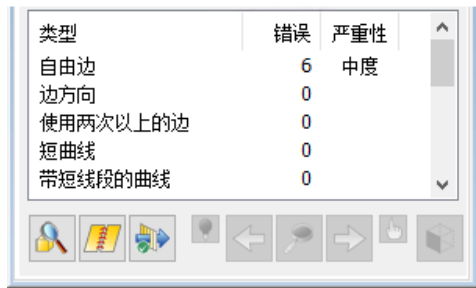 类型 错误 严重性
自由边 6 中度
边方向 0
使用两次以上的边 0
短曲线 0
带短线段的曲线 0